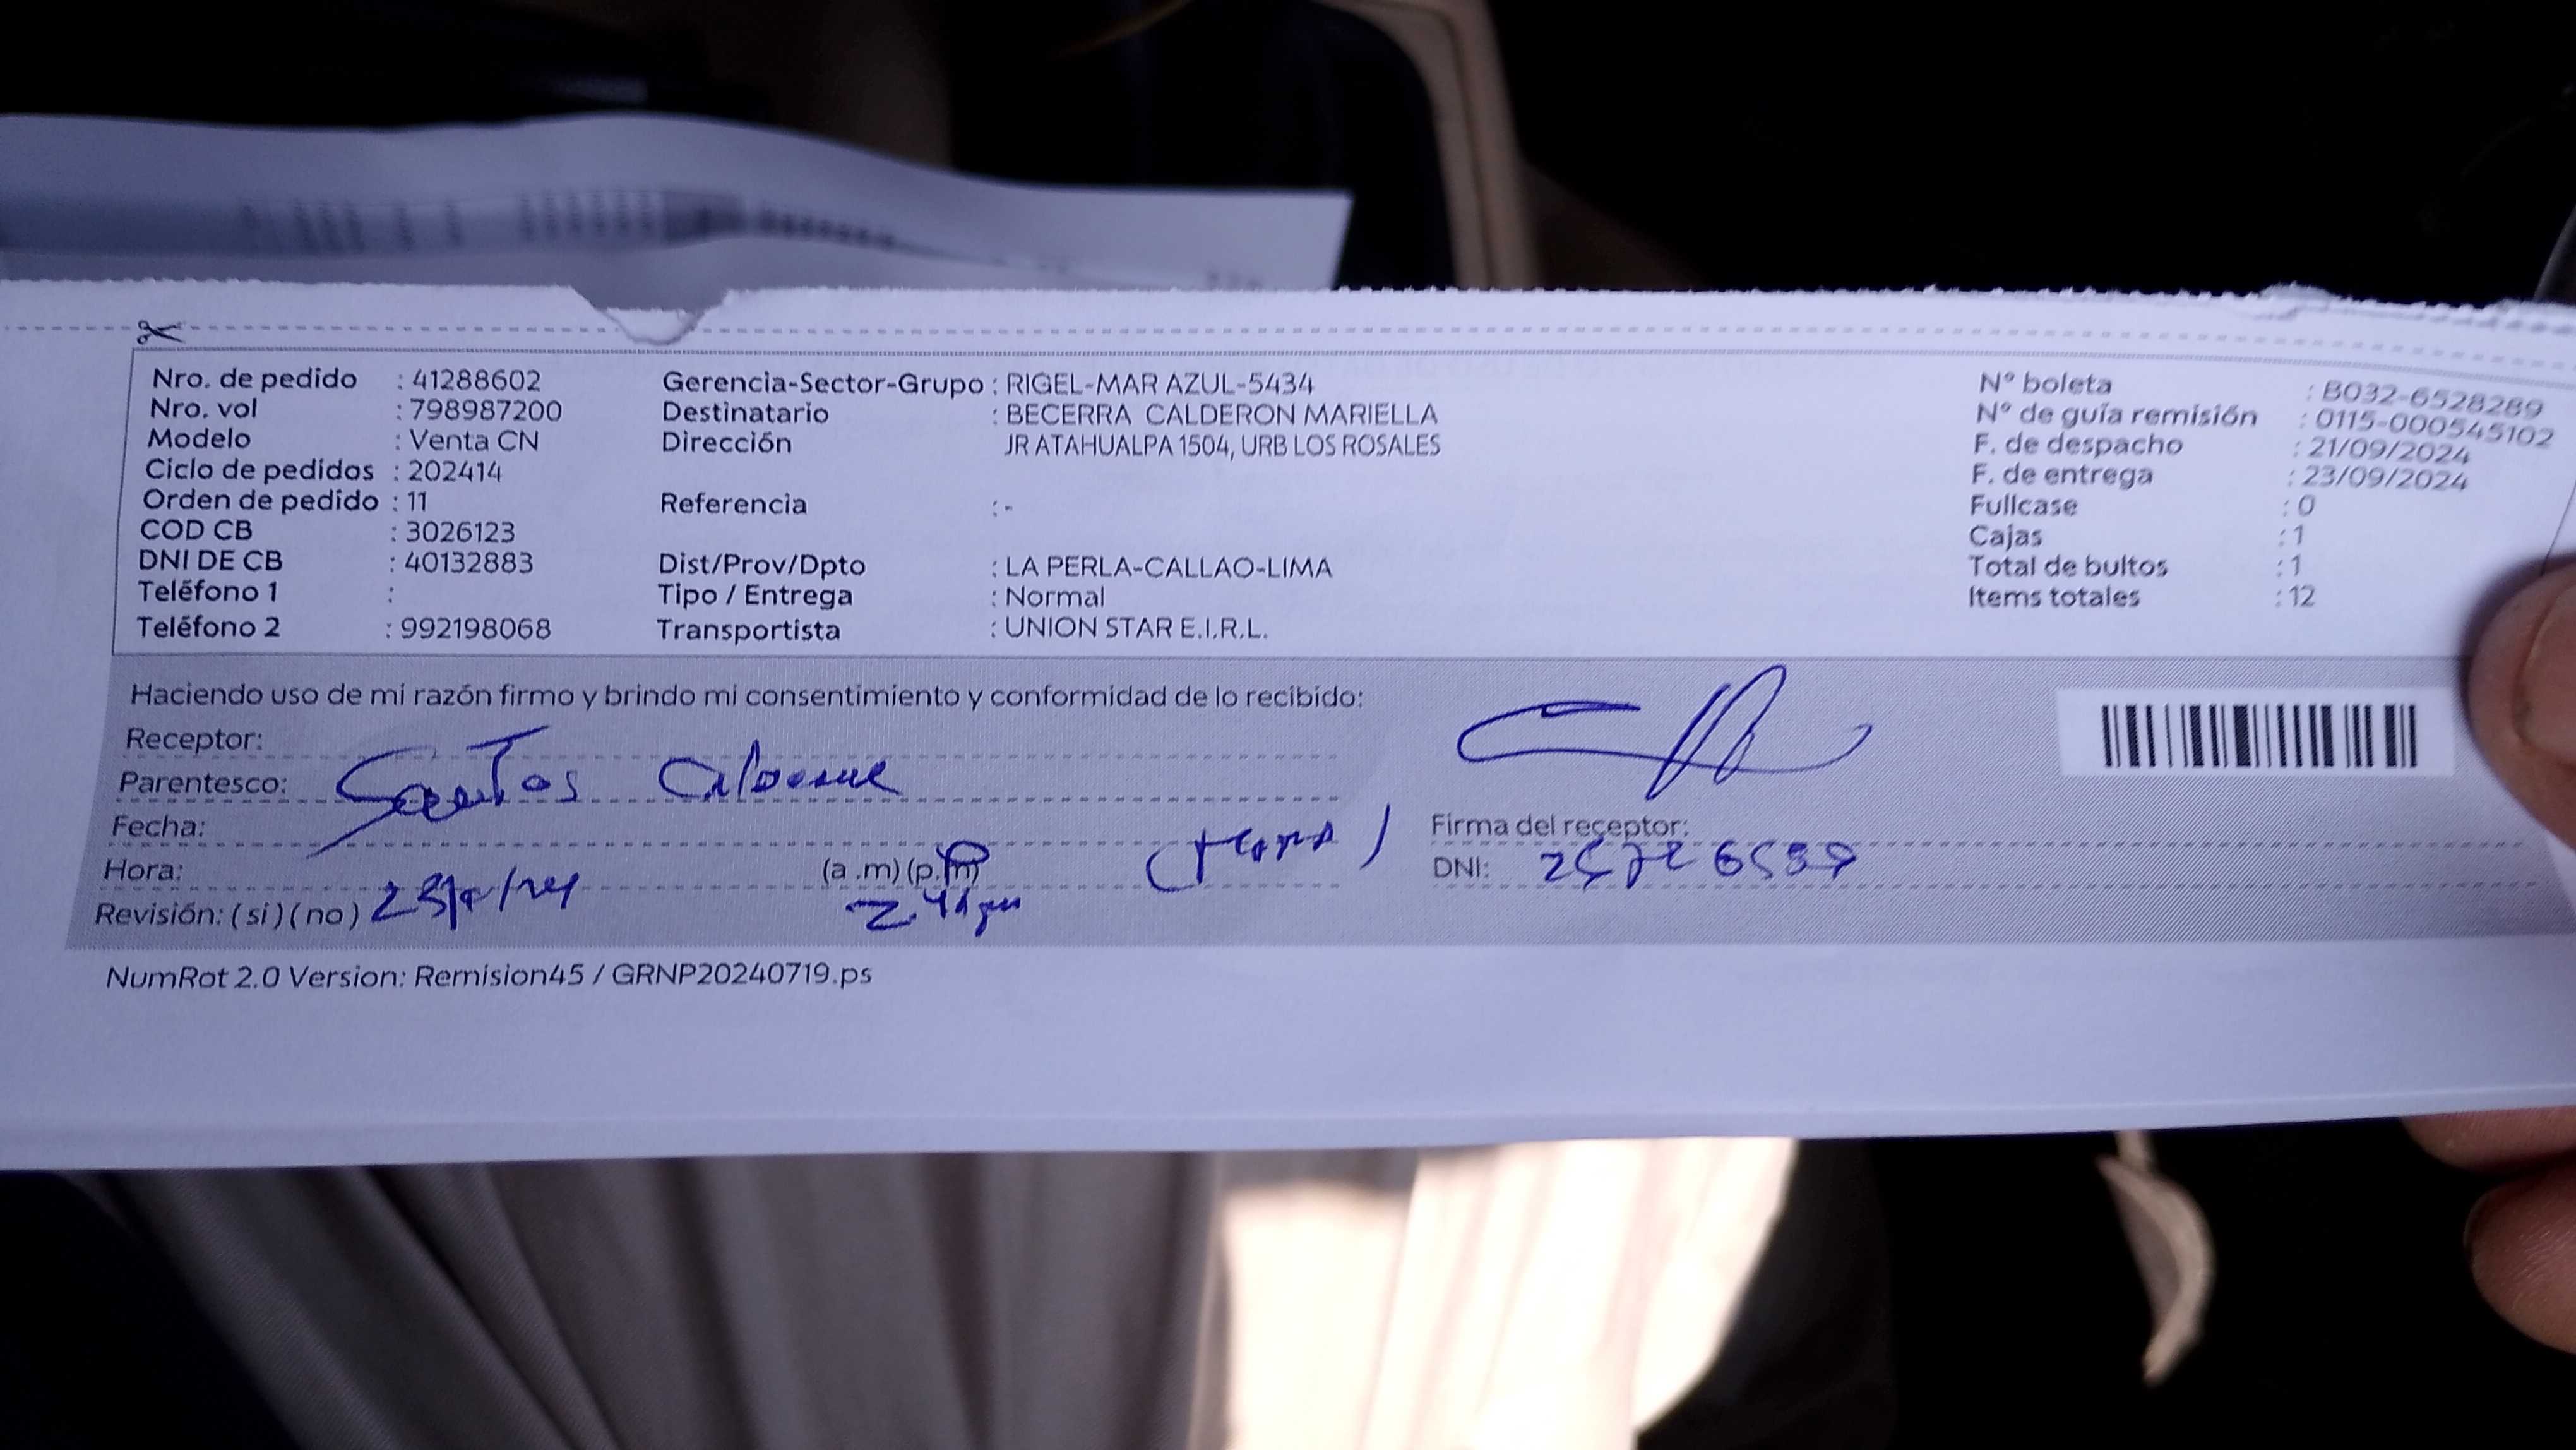 Nro. de pedido : 41288602
Nro. vol : 798987200
Modelo : Venta CN
Ciclo de pedidos : 202414
Orden de pedido : 11
COD CB : 3026123
DNI DE CB : 40132883
Teléfono 1 :
Teléfono 2 : 992198068
Gerencia-Sector-Grupo : RIGEL-MAR AZUL-5434
Destinatario : BECERRA CALDERON MARIELLA
Dirección JR ATAHUALPA 1504, URB LOS ROSALES
Referencia : -
Dist/Prov/Dpto : LA PERLA-CALLAO-LIMA
Tipo / Entrega : Normal
Transportista : UNION STAR E.I.R.L.
N° boleta : B032-6528289
N° de guía remisión : 0115-000545102
F. de despacho : 21/09/2024
F. de entrega : 23/09/2024
Fullcase : 0
Cajas : 1
Total de bultos : 1
Items totales : 12
Haciendo uso de mi razón firmo y brindo mi consentimiento y conformidad de lo recibido:
Receptor:
Parentesco: Santos
Fecha:
Hora: (a .m) (p.m)
Revisión: ( si ) ( no )
Firma del receptor:
DNI:
NumRot 2.0 Version: Remision45 / GRNP20240719.ps